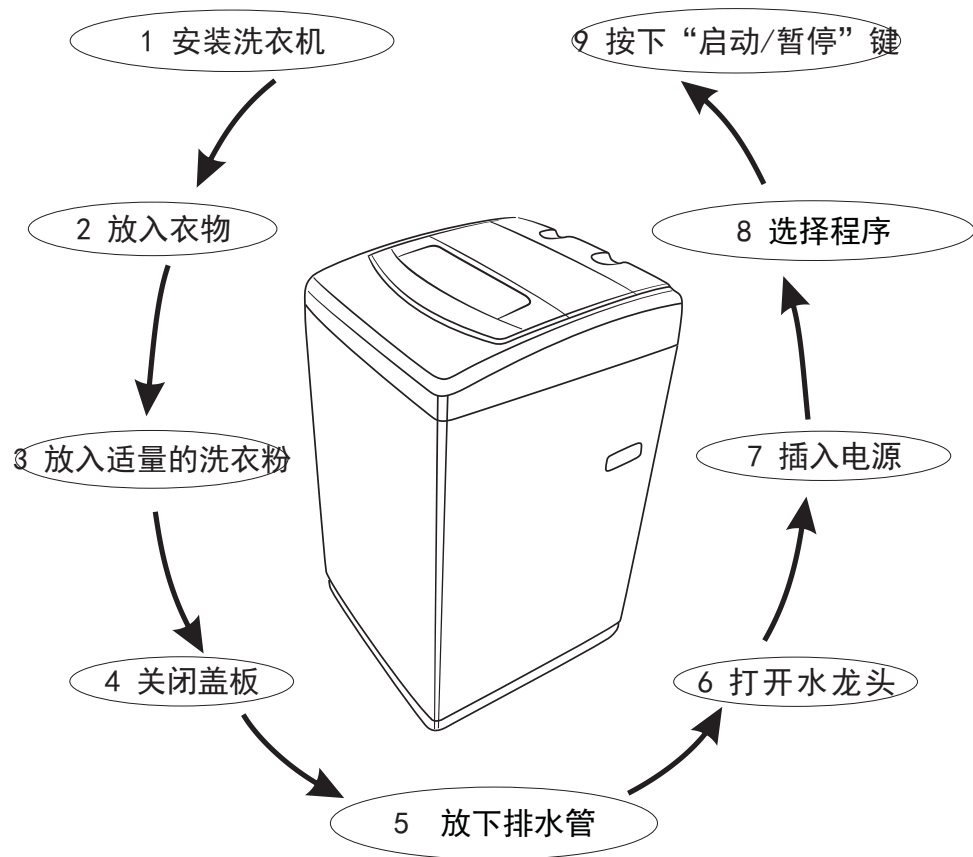 1 安装洗衣机
2 放入衣物
3 放入适量的洗衣粉
4 关闭盖板
5 放下排水管
6 打开水龙头
7 插入电源
8 选择程序
9 按下“启动/暂停”键